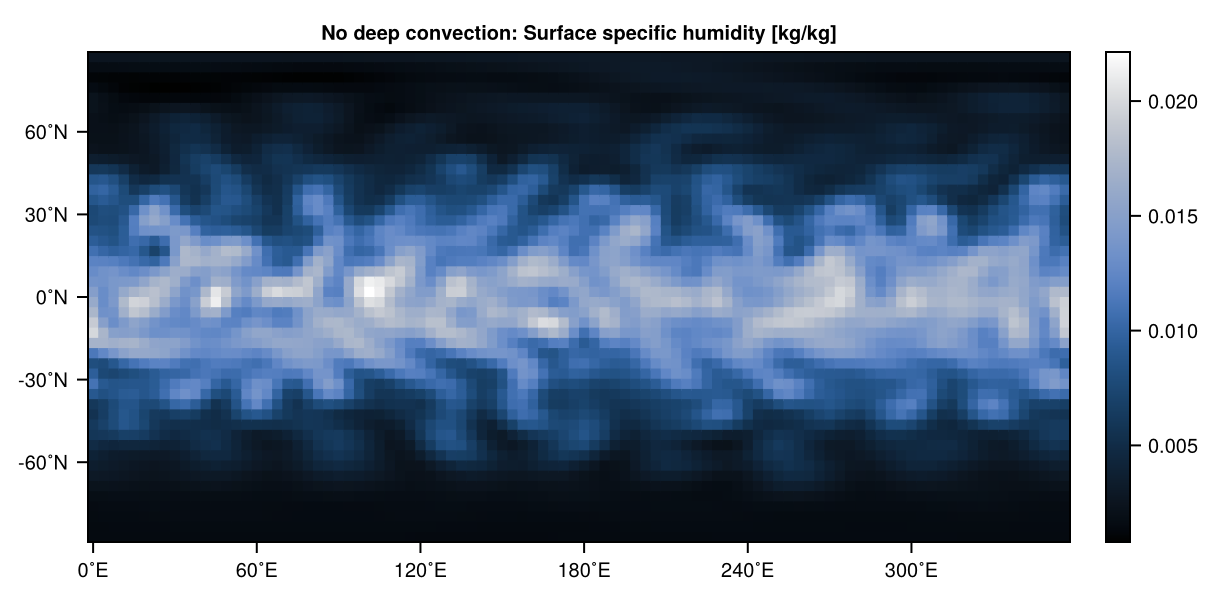 No deep convection: Surface specific humidity [kg/kg]
60˚N
30˚N
0˚N
-30˚N
-60˚N
0˚E
60˚E
120˚E
180˚E
240˚E
300˚E
0.020
0.015
0.010
0.005